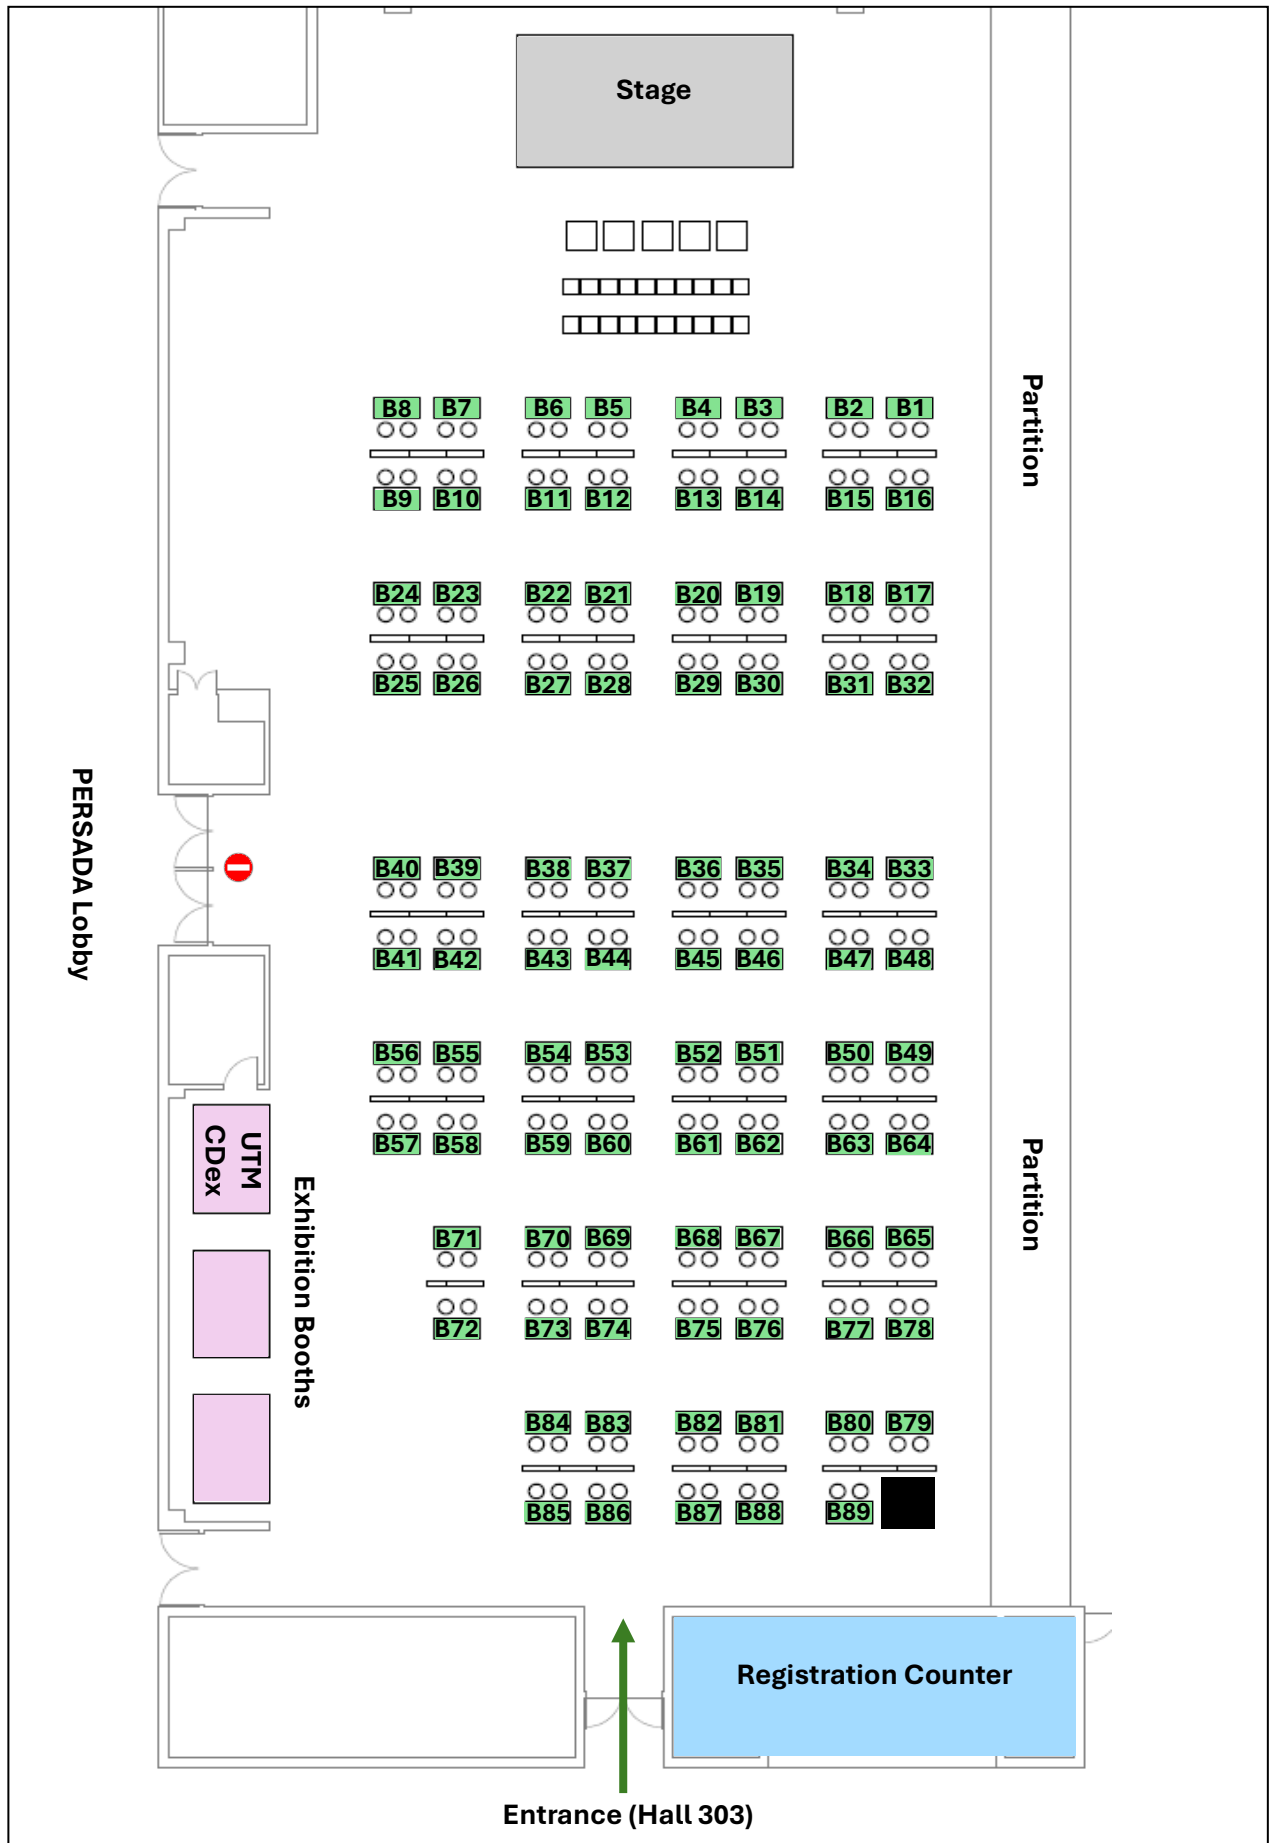 Stage
Partition
B8 B7 B6 B5 B4 B3 B2 B1
B9 B10 B11 B12 B13 B14 B15 B16
B24 B23 B22 B21 B20 B19 B18 B17
B25 B26 B27 B28 B29 B30 B31 B32
PERSADA Lobby
B40 B39 B38 B37 B36 B35 B34 B33
B41 B42 B43 B44 B45 B46 B47 B48
B56 B55 B54 B53 B52 B51 B50 B49
B57 B58 B59 B60 B61 B62 B63 B64
UTM
CDex
Exhibition Booths
Partition
B71 B70 B69 B68 B67 B66 B65
B72 B73 B74 B75 B76 B77 B78
B84 B83 B82 B81 B80 B79
B85 B86 B87 B88 B89
Registration Counter
Entrance (Hall 303)